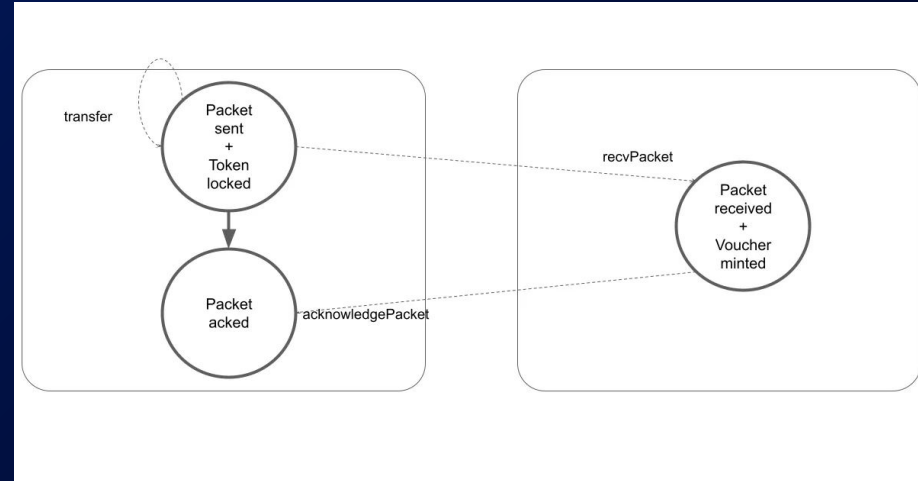 transfer
Packet
sent
+
Token
locked
recvPacket
Packet
received
+
Voucher
minted
Packet
acked
acknowledgePacket